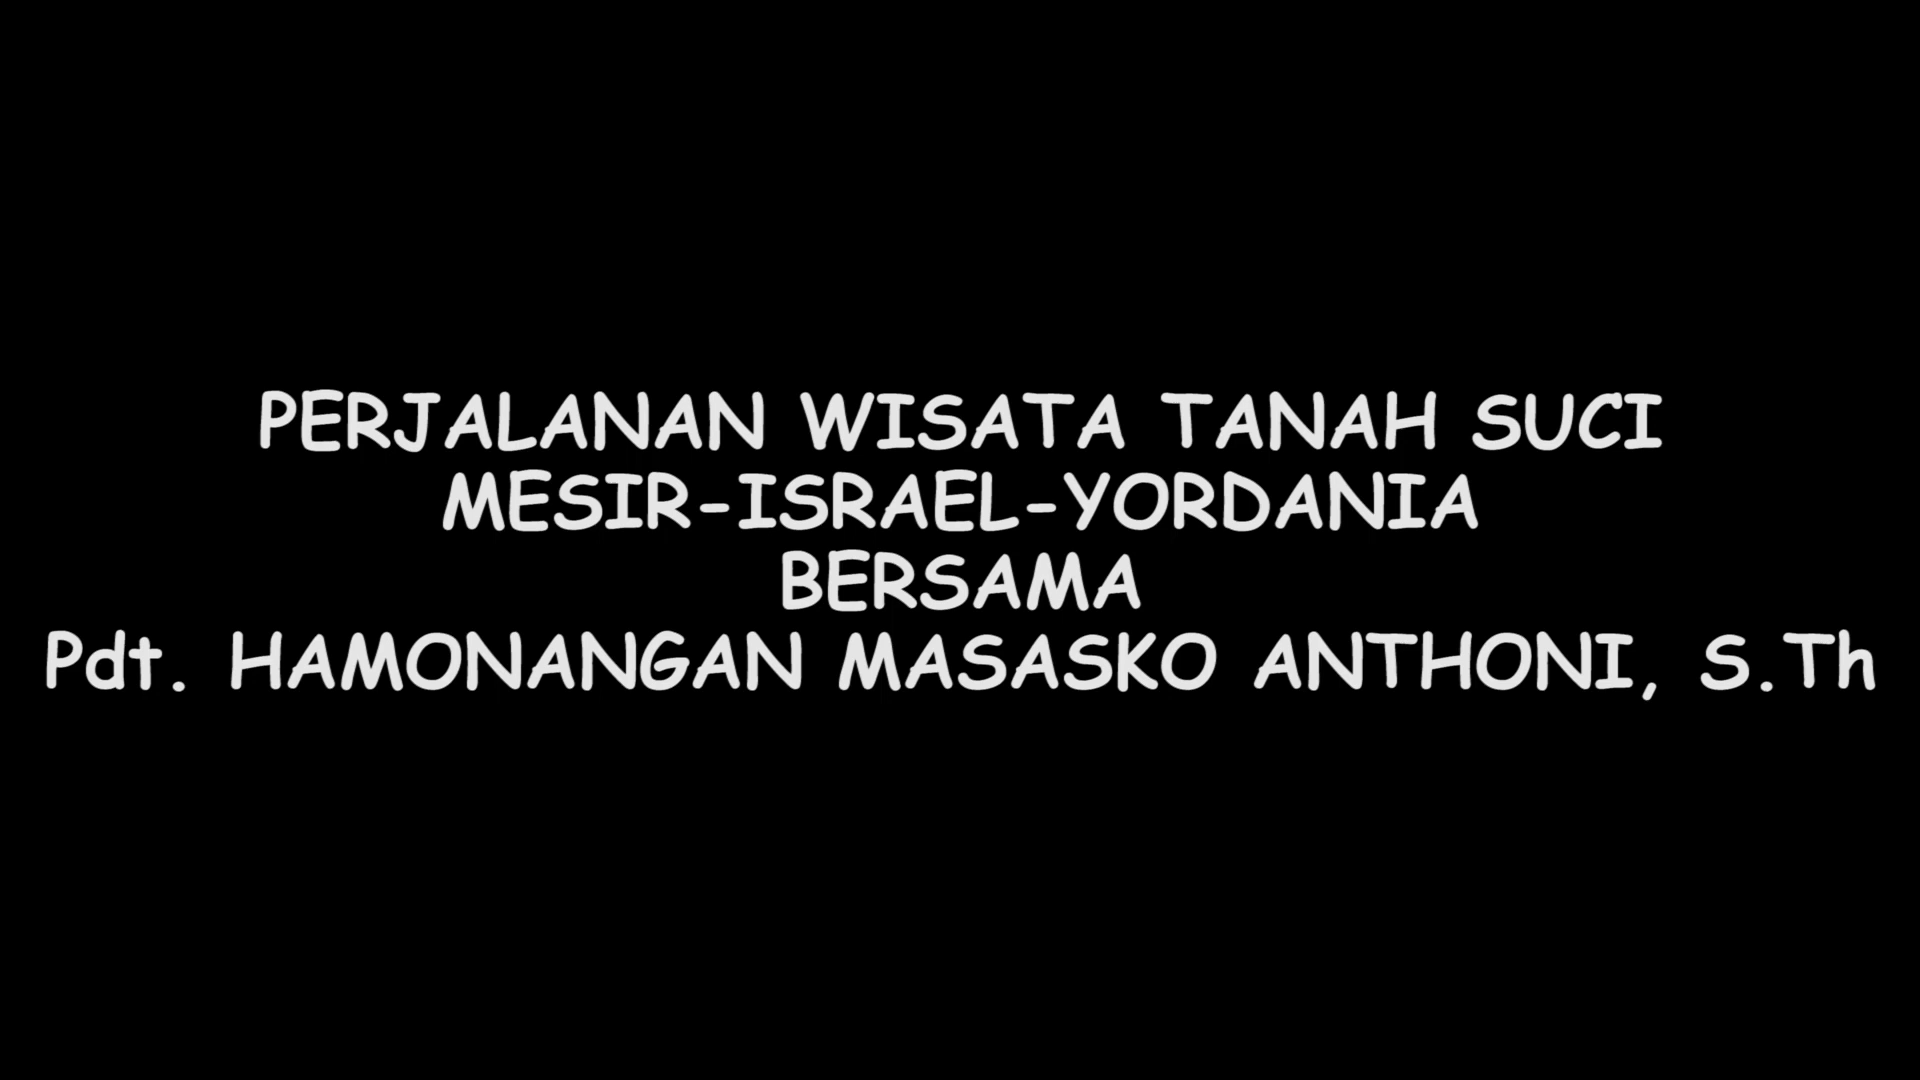 PERJALANAN WISATA TANAH SUCI
MESIR-ISRAEL-YORDANIA
BERSAMA
Pdt. HAMONANGAN MASASKO ANTHONI, S.Th